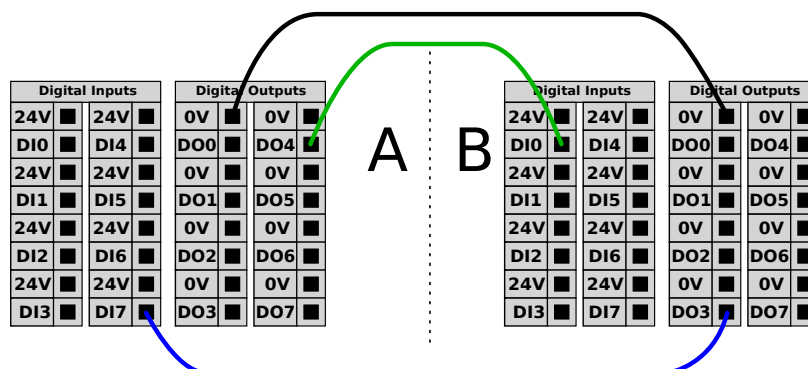 Digital Inputs Digital Outputs Digital Inputs Digital Outputs
24V 24V 0V 0V 24V 24V 0V 0V
DI0 DI4 DO0 DO4 A B DI0 DI4 DO0 DO4
24V 24V 0V 0V 24V 24V 0V 0V
DI1 DI5 DO1 DO5 DI1 DI5 DO1 DO5
24V 24V 0V 0V 24V 24V 0V 0V
DI2 DI6 DO2 DO6 DI2 DI6 DO2 DO6
24V 24V 0V 0V 24V 24V 0V 0V
DI3 DI7 DO3 DO7 DI3 DI7 DO3 DO7